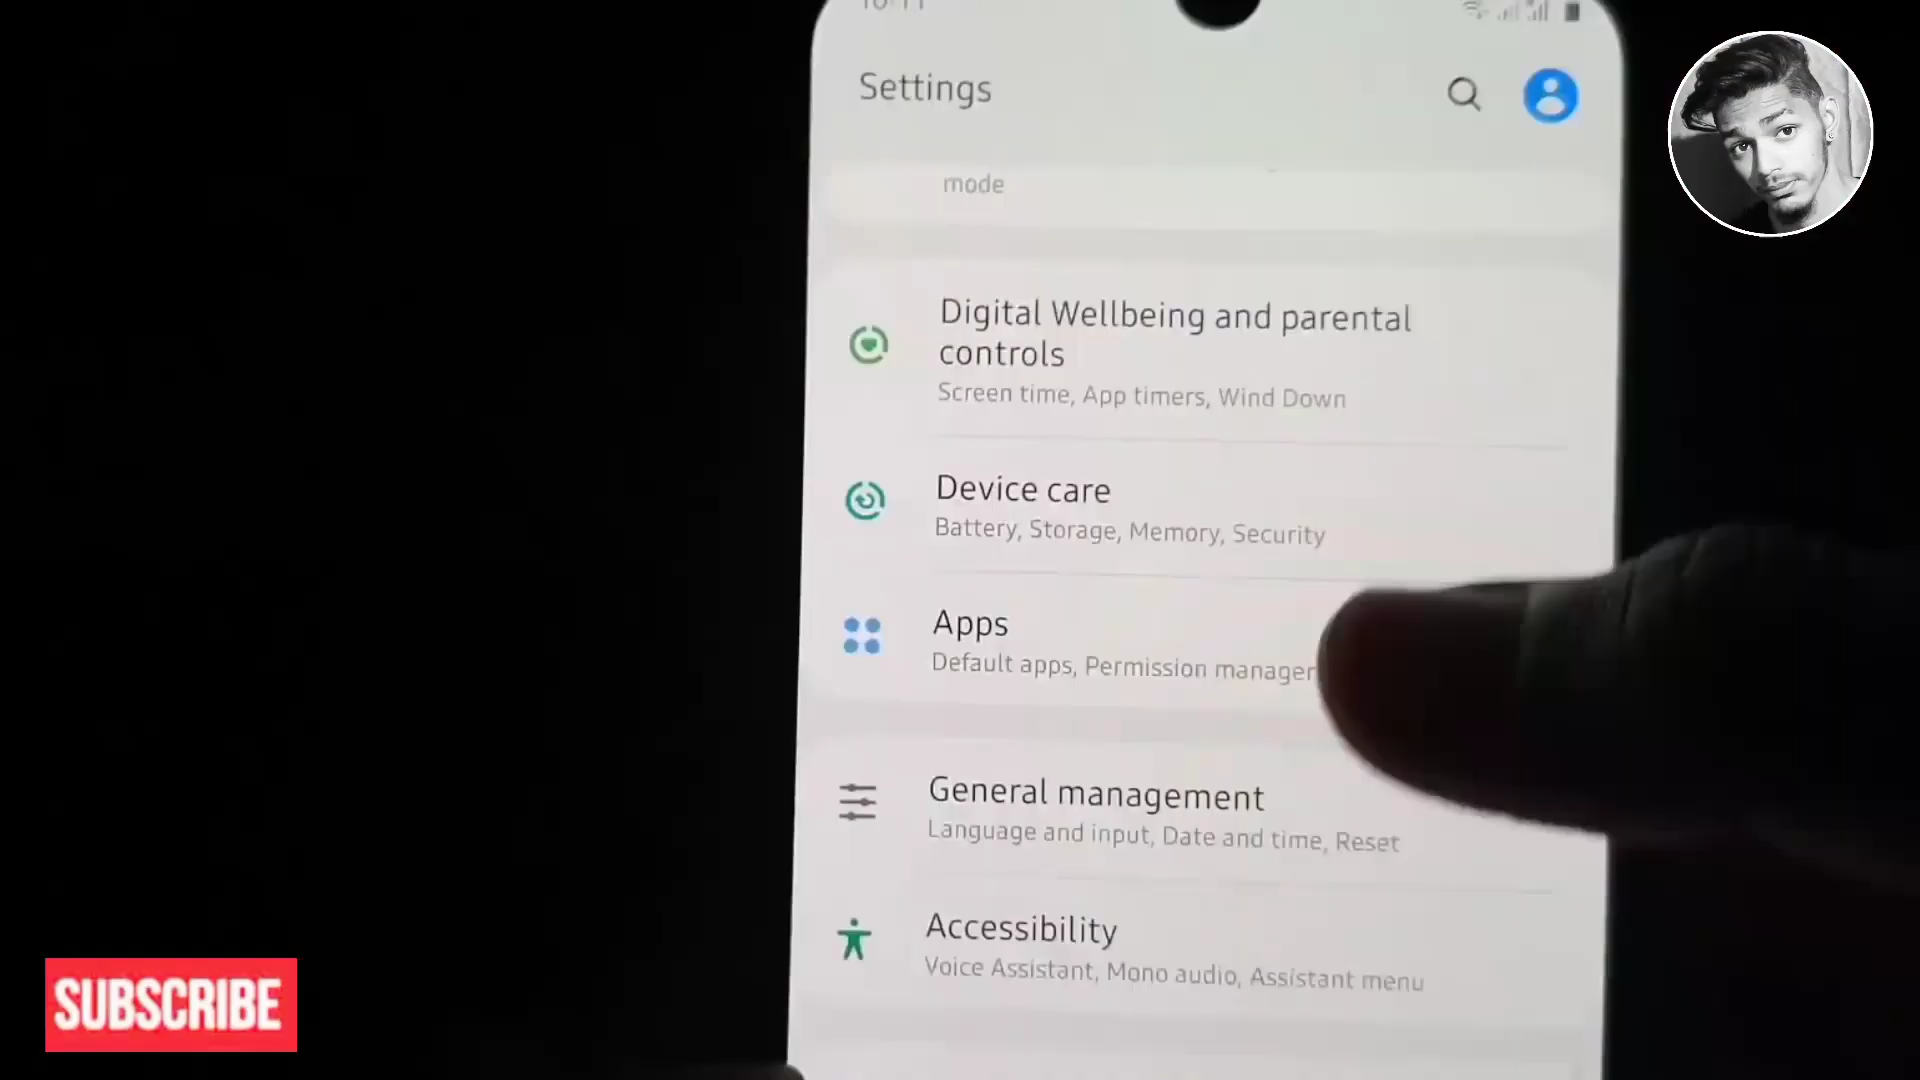 Settings
mode
Digital Wellbeing and parental
controls
Screen time, App timers, Wind Down
Device care
Battery, Storage, Memory, Security
Apps
Default apps, Permission manager
General management
Language and input, Date and time, Reset
Accessibility
Voice Assistant, Mono audio, Assistant menu
SUBSCRIBE